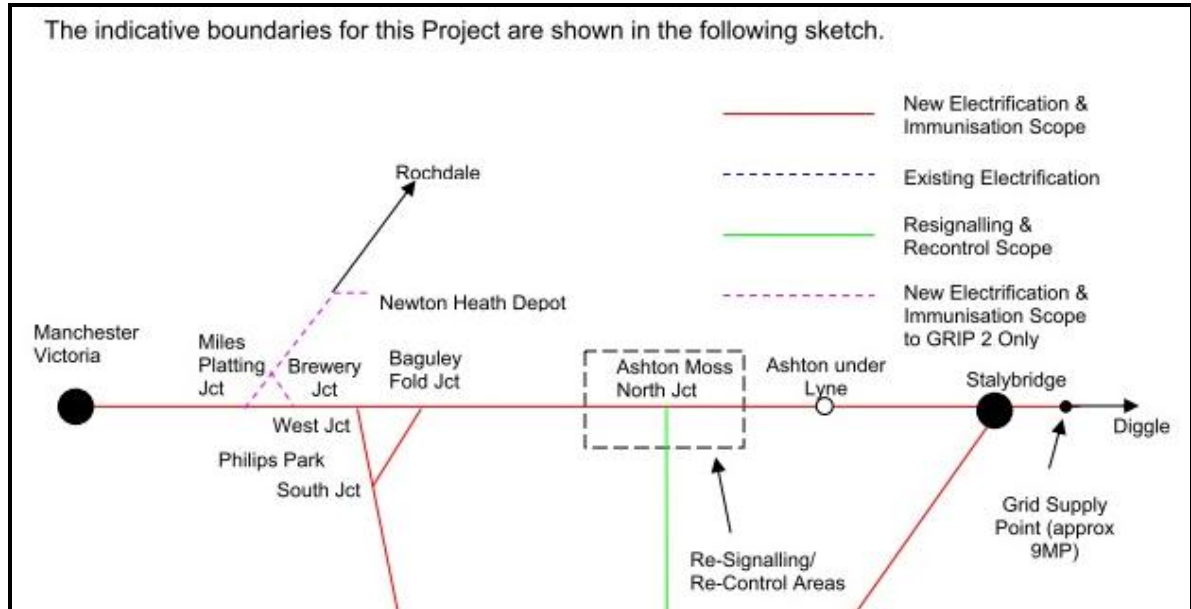 The indicative boundaries for this Project are shown in the following sketch.
New Electrification &
Immunisation Scope
Existing Electrification
Resignalling &
Recontrol Scope
New Electrification &
Immunisation Scope
to GRIP 2 Only
Rochdale
Newton Heath Depot
Manchester
Victoria
Miles
Platting
Jct
Brewery
Jct
Baguley
Fold Jct
Ashton Moss
North Jct
Ashton under
Lyne
Stalybridge
Diggle
West Jct
Philips Park
South Jct
Grid Supply
Point (approx
9MP)
Re-Signalling/
Re-Control Areas